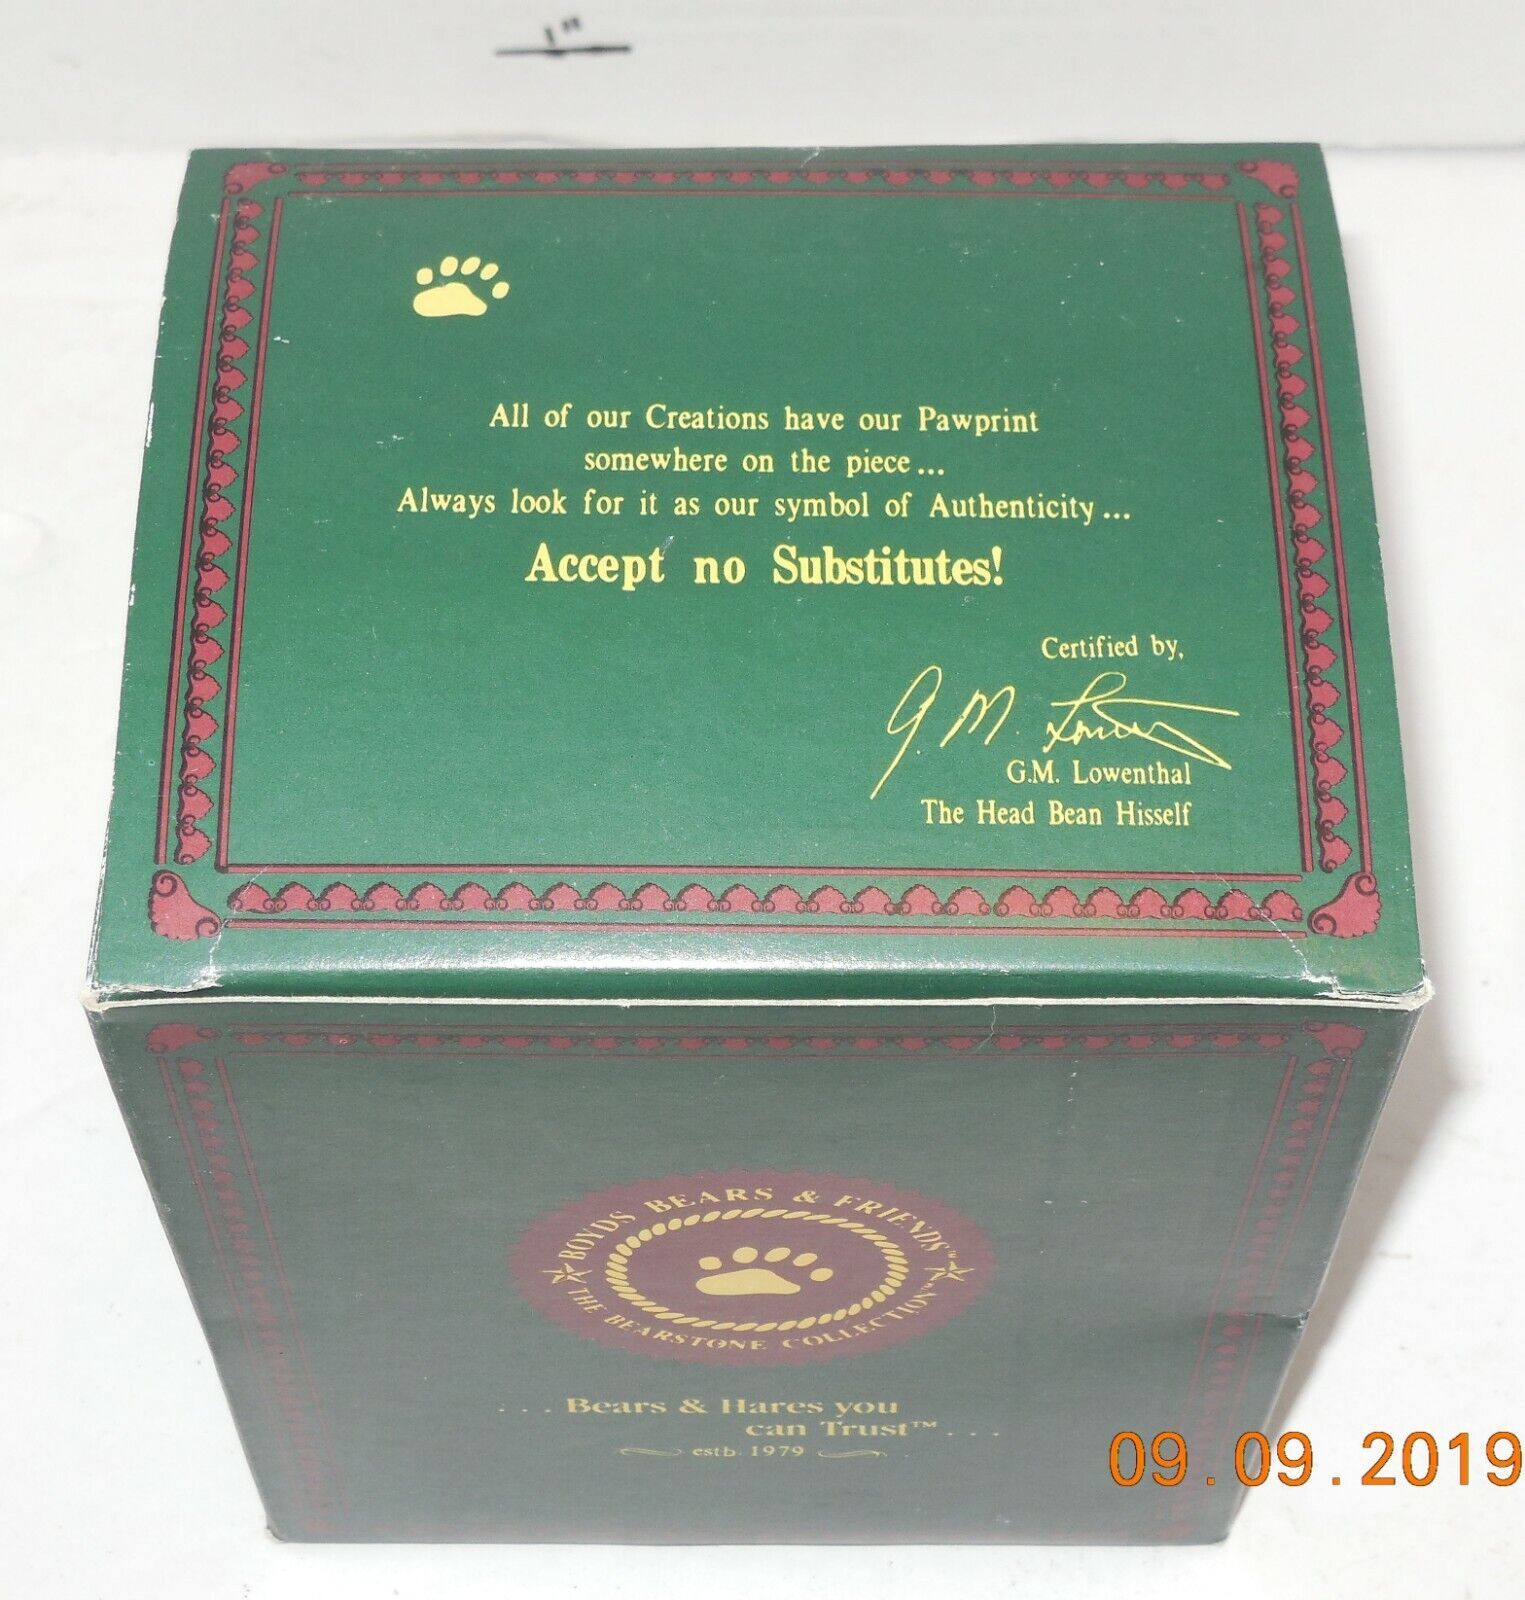 1"
All of our Creations have our Pawprint
somewhere on the piece...
Always look for it as our symbol of Authenticity...
Accept no Substitutes!
Certified by,
G.M. Lowenthal
G.M. Lowenthal
The Head Bean Hisself
BOYDS BEARS & FRIENDS™
THE BEARSTONE COLLECTION™
...Bears & Hares you
can Trust™...
estb. 1979
09.09.2019